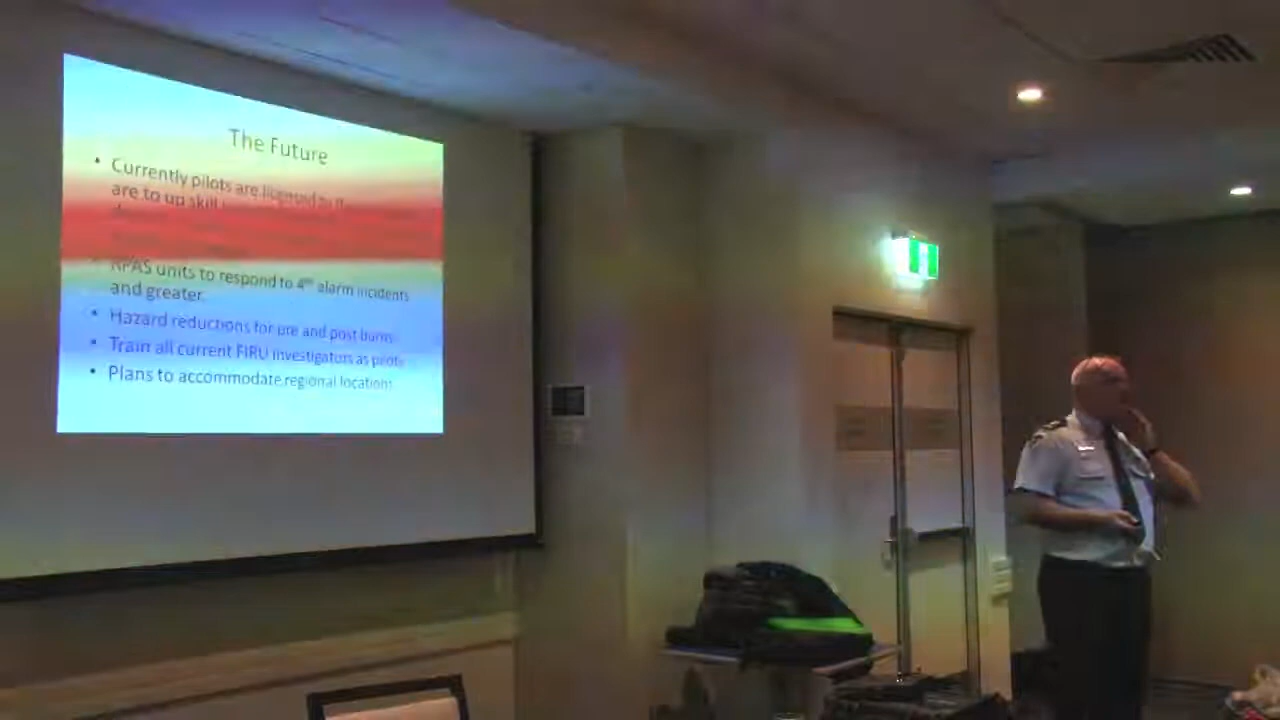 The Future
• Currently pilots are licenced to
are to up skill
RPAS units to respond to 4th alarm incidents
and greater.
• Hazard reductions for pre and post burns
• Train all current FIRU investigators as pilots
• Plans to accommodate regional locations